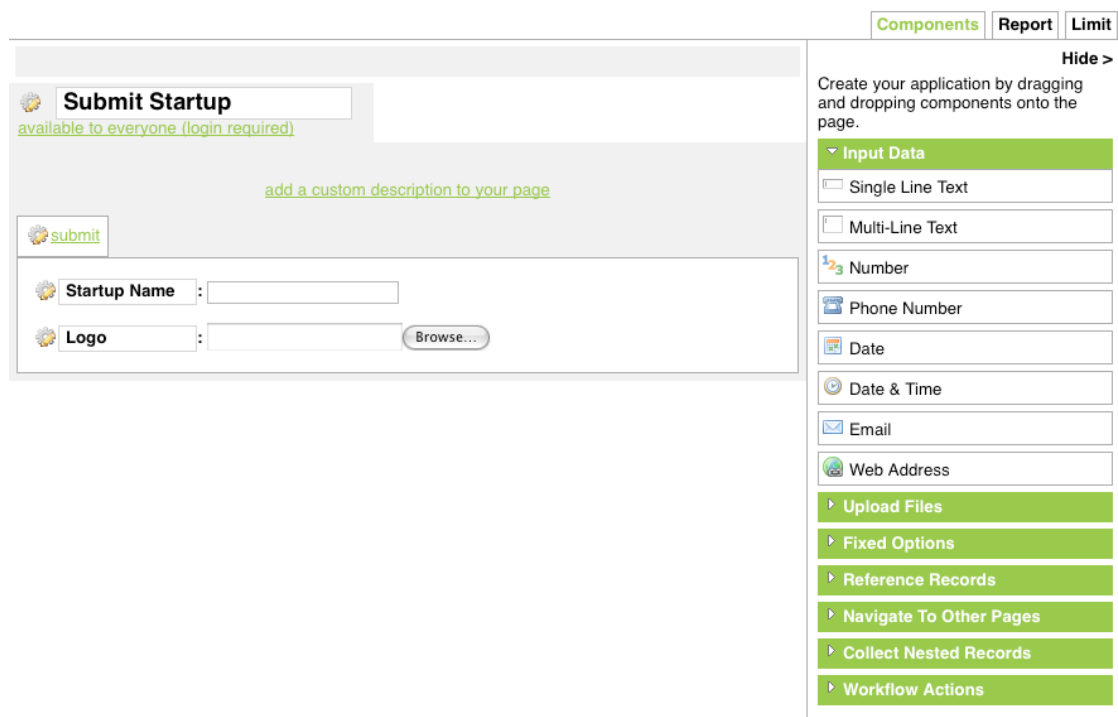 Components Report Limit
Hide >
Submit Startup
available to everyone (login required)
add a custom description to your page
submit
Startup Name :
Logo : Browse...
Create your application by dragging
and dropping components onto the
page.
Input Data
Single Line Text
Multi-Line Text
123 Number
Phone Number
Date
Date & Time
Email
Web Address
Upload Files
Fixed Options
Reference Records
Navigate To Other Pages
Collect Nested Records
Workflow Actions